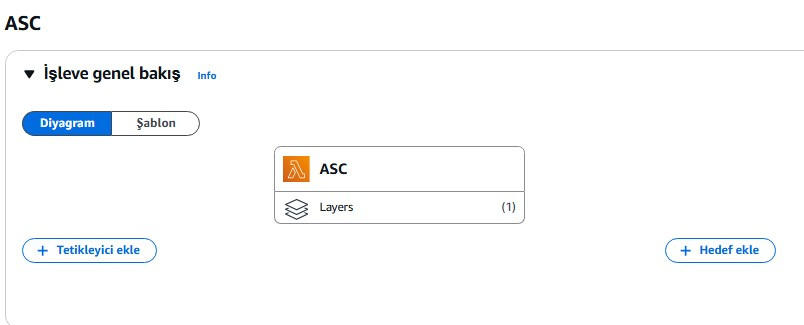 ASC
İşleve genel bakış Info
Diyagram Şablon
ASC
Layers (1)
+ Tetikleyici ekle + Hedef ekle